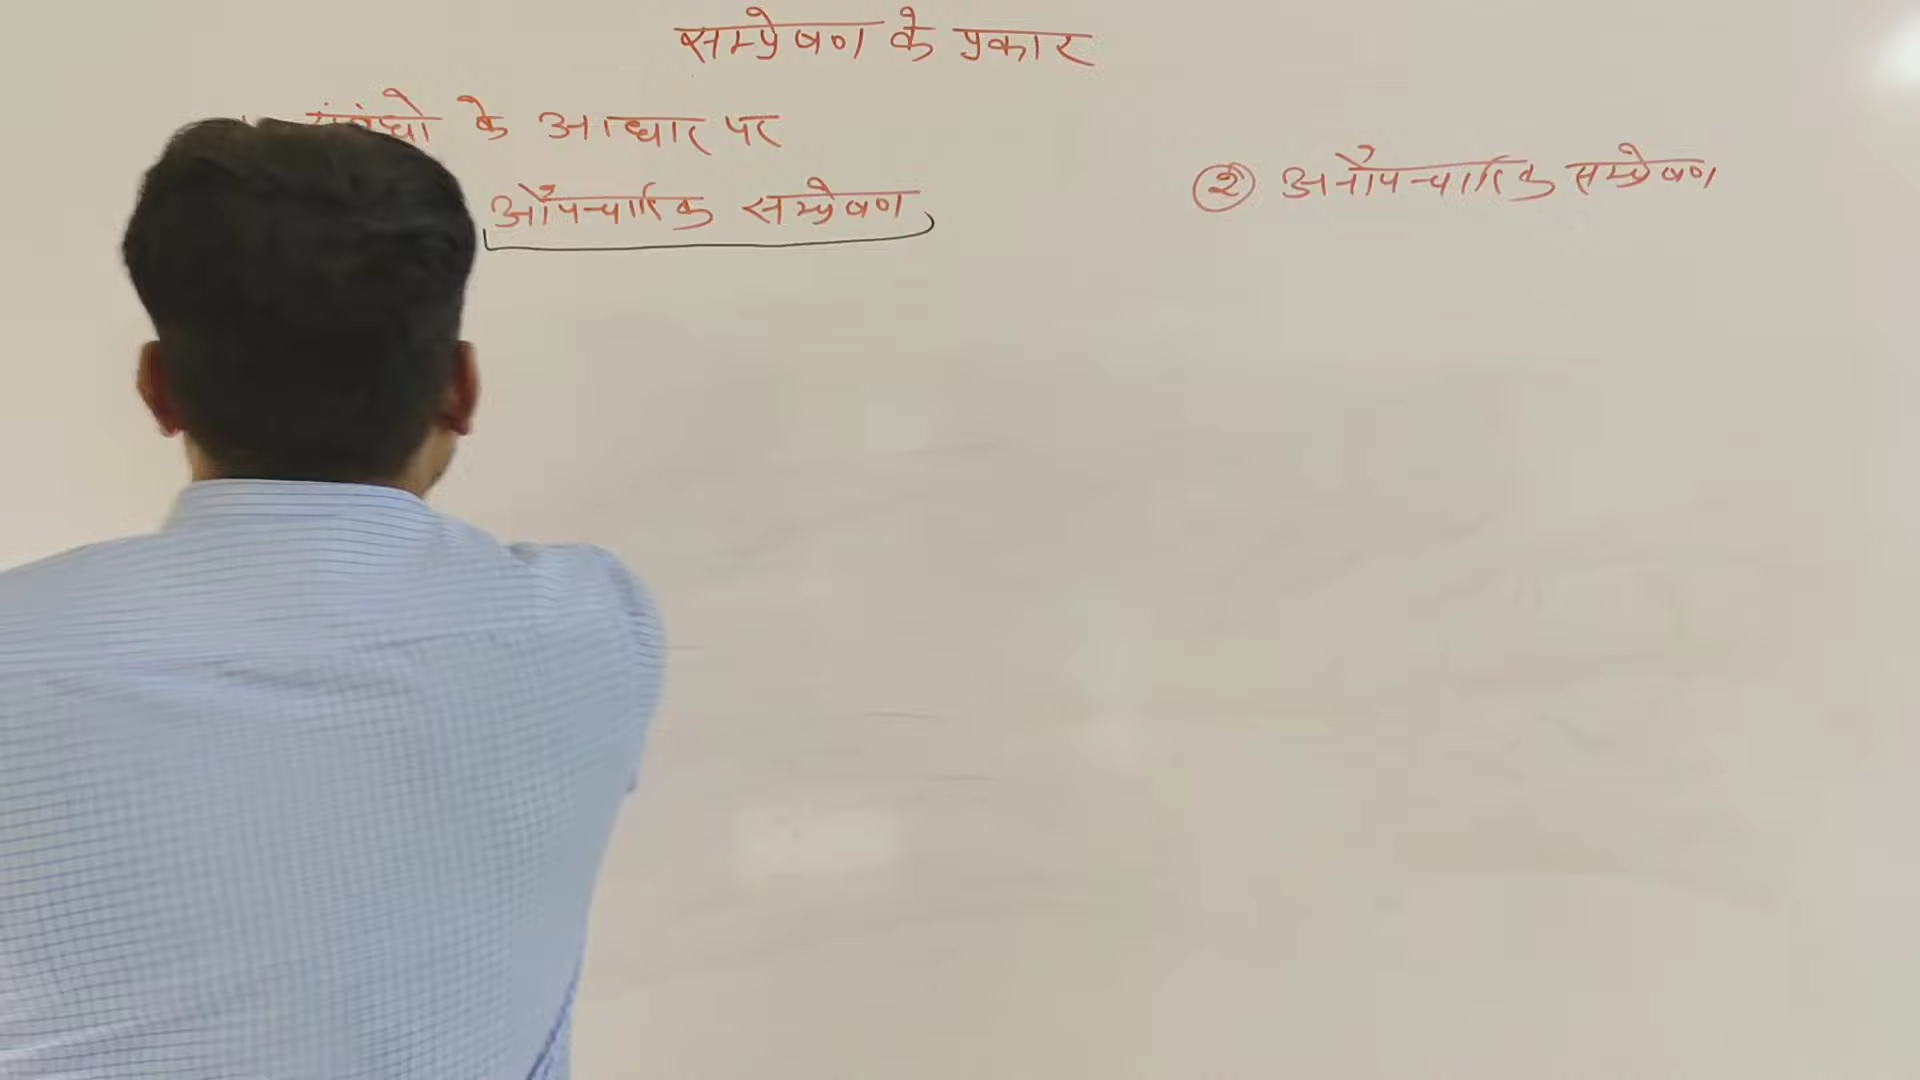 सम्प्रेषण के प्रकार
संबंधो के आधार पर
औपचारिक सम्प्रेषण
② अनौपचारिक सम्प्रेषण